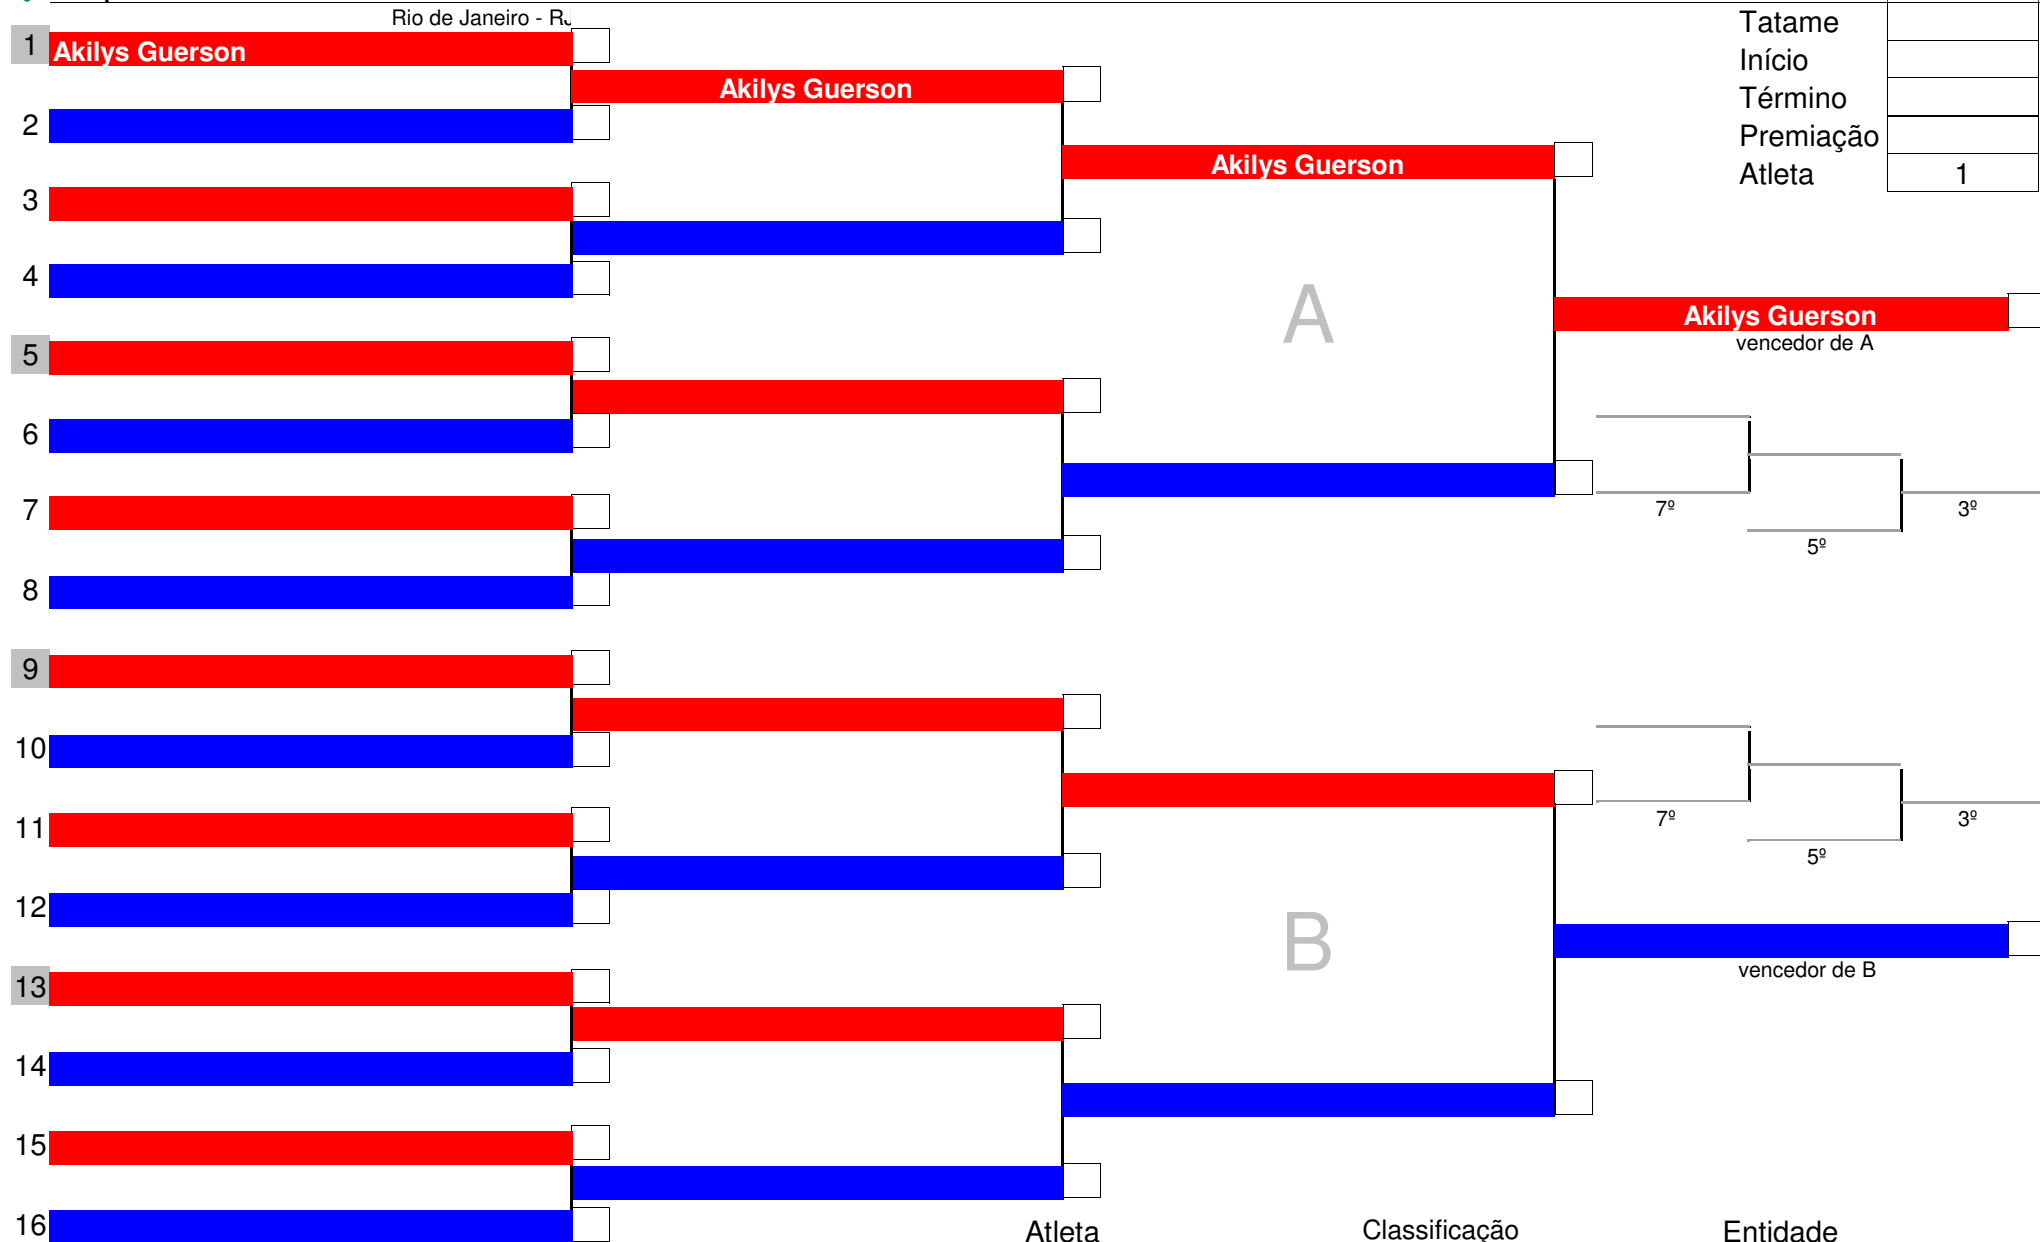 Rio de Janeiro - RJ
Tatame
1 Akilys Guerson
Início
Akilys Guerson
Término
2
Premiação
Akilys Guerson
Atleta 1
3
4
A
Akilys Guerson
vencedor de A
5
6
7
7º 3º
5º
8
9
10
11
7º 3º
5º
12
B
vencedor de B
13
14
15
16
Atleta Classificação Entidade